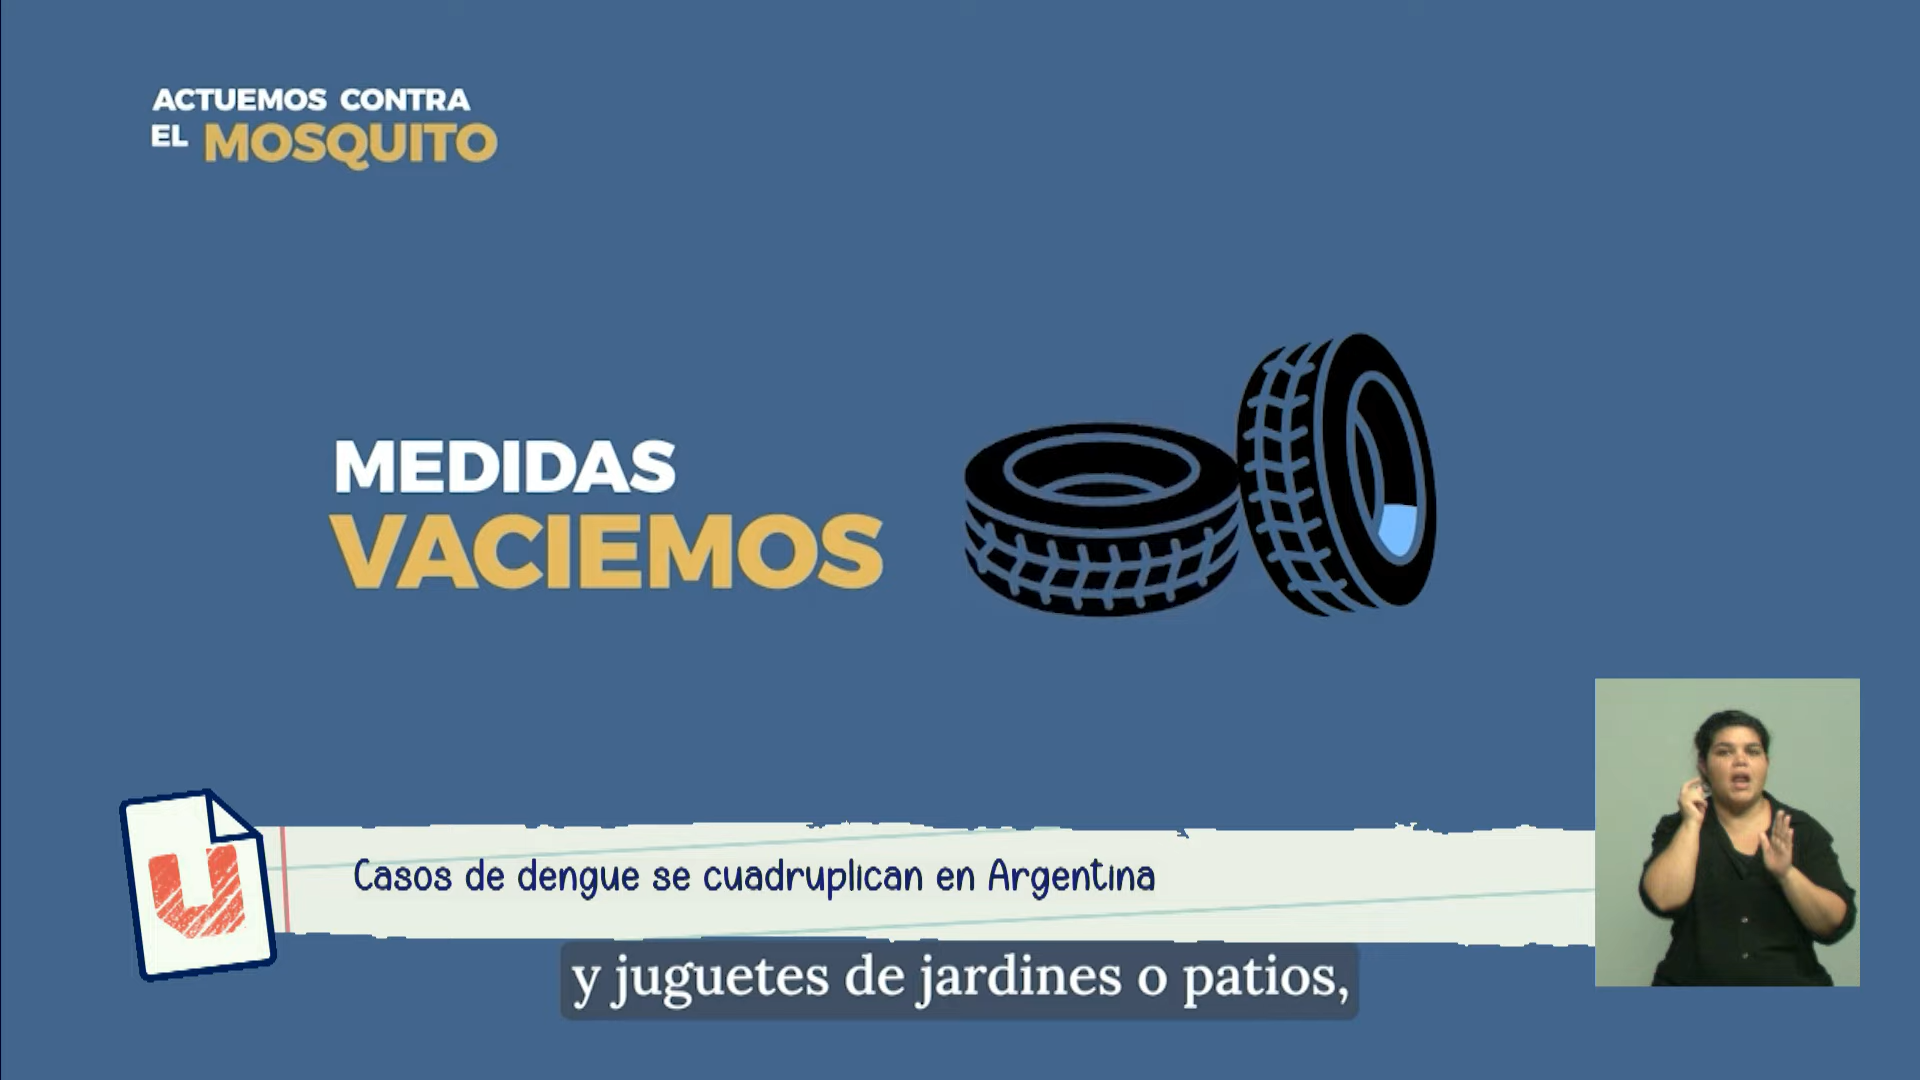 ACTUEMOS CONTRA
EL MOSQUITO
MEDIDAS
VACIEMOS
U
Casos de dengue se cuadruplican en Argentina
y juguetes de jardines o patios,